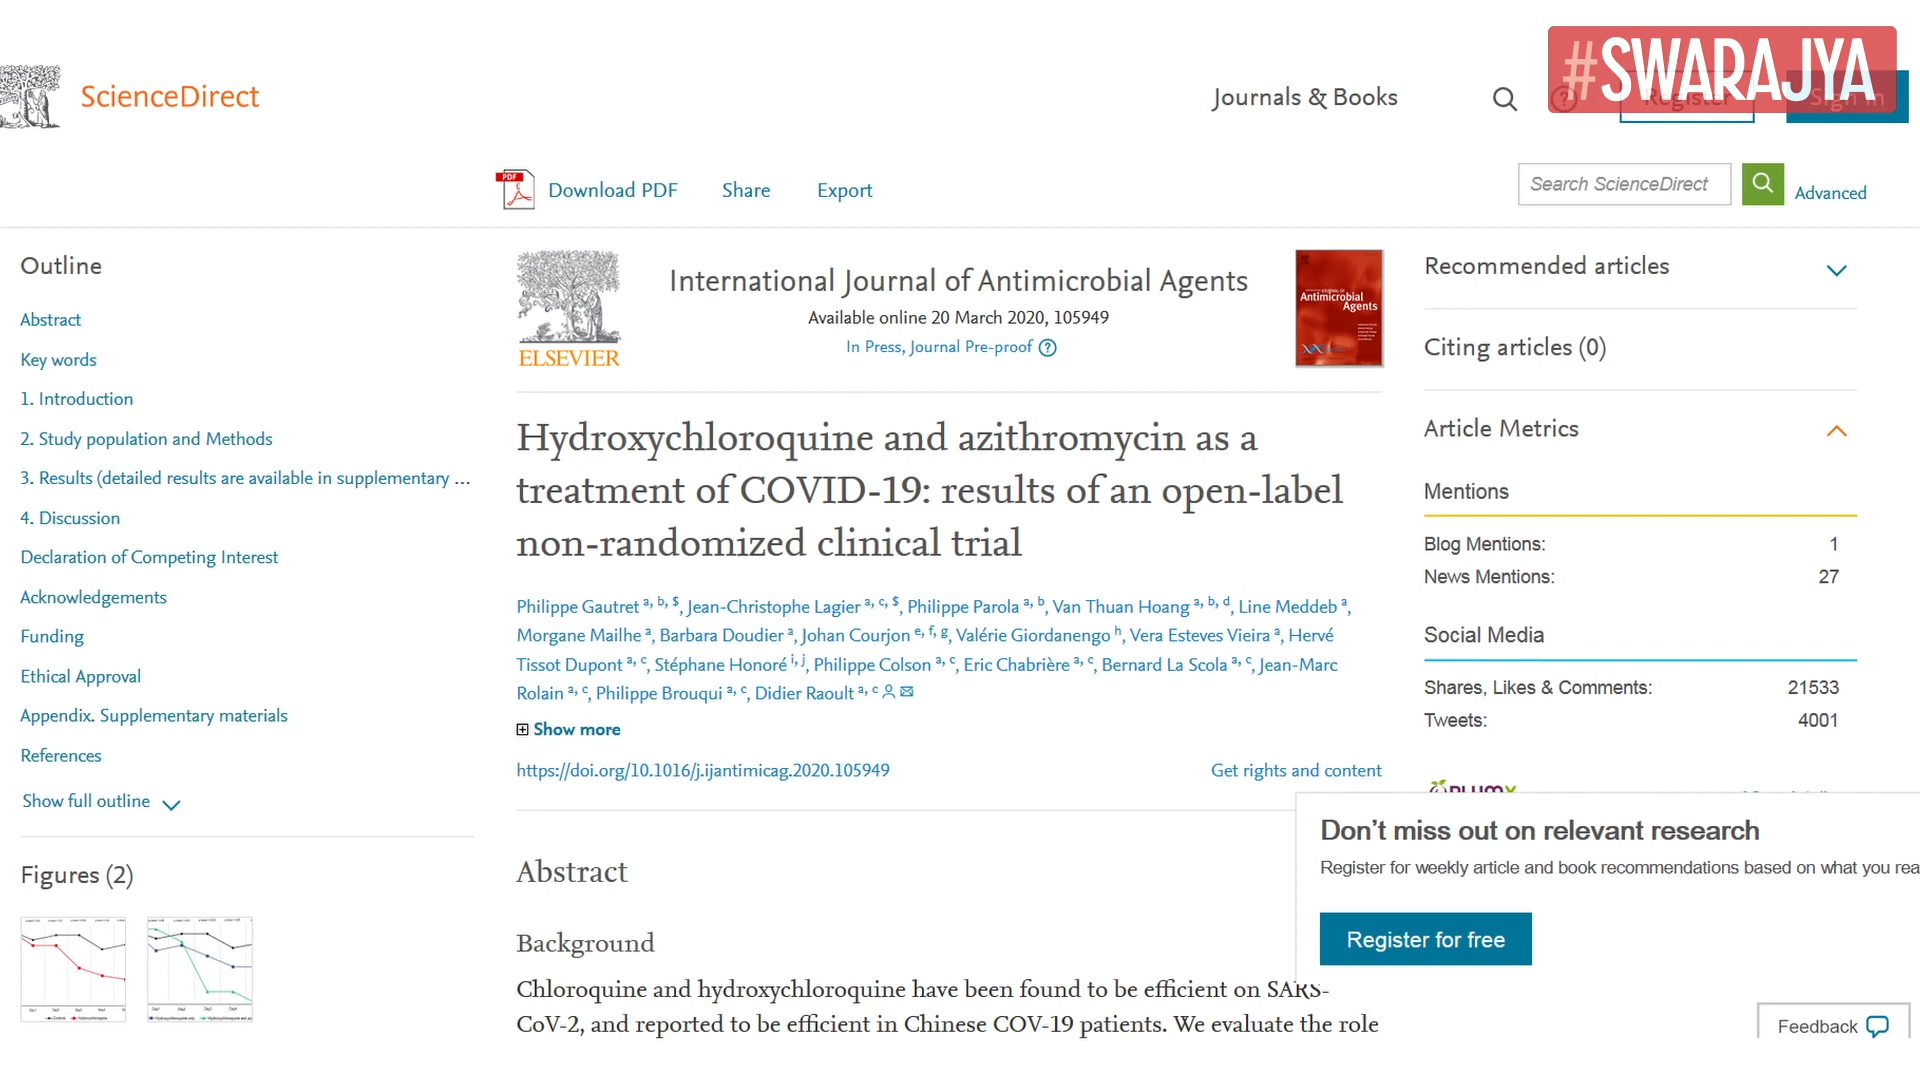 #SWARAJYA
ScienceDirect
Journals & Books
Register
Sign in
Download PDF
Share
Export
Search ScienceDirect
Advanced
Outline
Abstract
Key words
1. Introduction
2. Study population and Methods
3. Results (detailed results are available in supplementary ...
4. Discussion
Declaration of Competing Interest
Acknowledgements
Funding
Ethical Approval
Appendix. Supplementary materials
References
Show full outline
Figures (2)
ELSEVIER
International Journal of Antimicrobial Agents
Available online 20 March 2020, 105949
In Press, Journal Pre-proof ?
Antimicrobial
Agents
Hydroxychloroquine and azithromycin as a
treatment of COVID-19: results of an open-label
non-randomized clinical trial
Philippe Gautret a, b, $, Jean-Christophe Lagier a, c, $, Philippe Parola a, b, Van Thuan Hoang a, b, d, Line Meddeb a,
Morgane Mailhe a, Barbara Doudier a, Johan Courjon e, f, g, Valérie Giordanengo h, Vera Esteves Vieira a, Hervé
Tissot Dupont a, c, Stéphane Honoré i, j, Philippe Colson a, c, Eric Chabrière a, c, Bernard La Scola a, c, Jean-Marc
Rolain a, c, Philippe Brouqui a, c, Didier Raoult a, c
Show more
https://doi.org/10.1016/j.ijantimicag.2020.105949
Get rights and content
Abstract
Background
Chloroquine and hydroxychloroquine have been found to be efficient on SARS-
CoV-2, and reported to be efficient in Chinese COV-19 patients. We evaluate the role
Recommended articles
Citing articles (0)
Article Metrics
Mentions
Blog Mentions: 1
News Mentions: 27
Social Media
Shares, Likes & Comments: 21533
Tweets: 4001
Don't miss out on relevant research
Register for weekly article and book recommendations based on what you rea
Register for free
Feedback